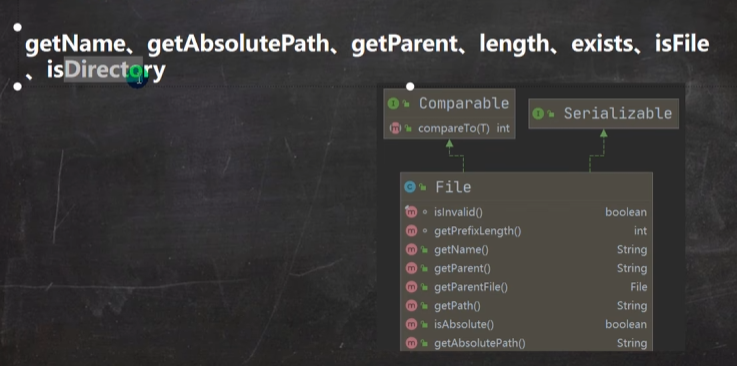 getName、getAbsolutePath、getParent、length、exists、isFile
、isDirectory
Comparable
compareTo(T) int
Serializable
File
isInvalid() boolean
getPrefixLength() int
getName() String
getParent() String
getParentFile() File
getPath() String
isAbsolute() boolean
getAbsolutePath() String